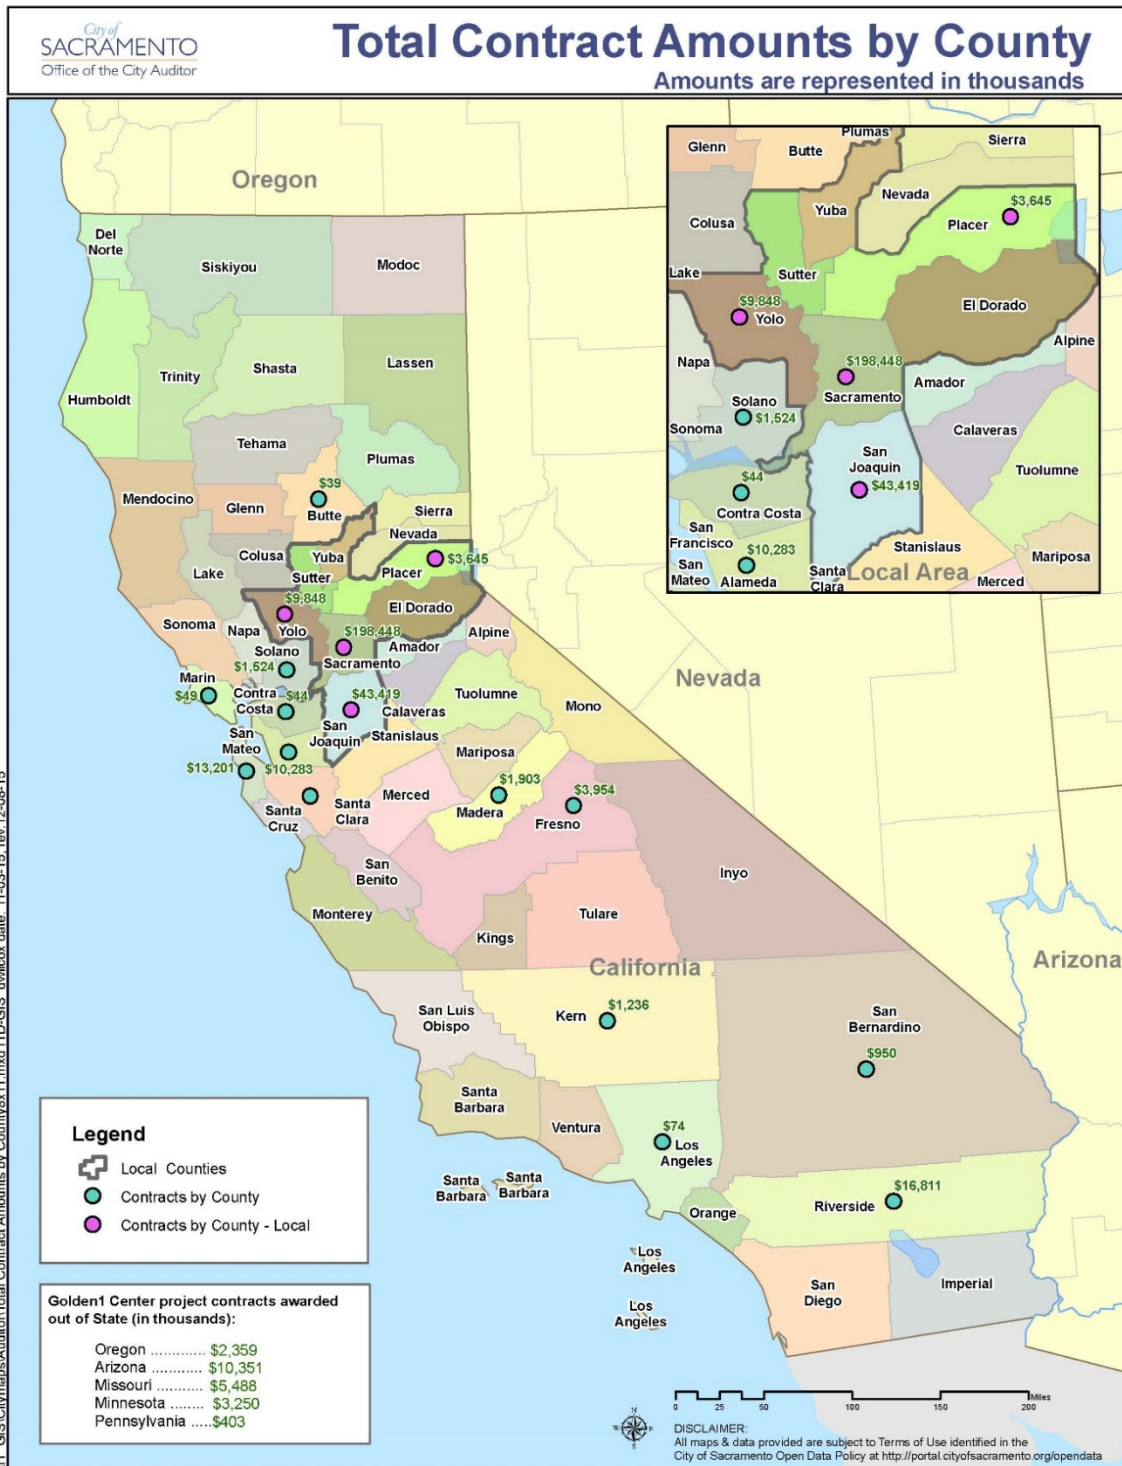 City of
SACRAMENTO
Office of the City Auditor
Total Contract Amounts by County
Amounts are represented in thousands
Oregon
Del
Norte
Siskiyou
Modoc
Humboldt
Trinity
Shasta
Lassen
Tehama
Plumas
Mendocino
Glenn
$39
Butte
Sierra
Nevada
Colusa
Yuba
Sutter
Placer
$3,645
Lake
$9,848
Yolo
El Dorado
Sonoma
Napa
Solano
$1,524
$198,448
Sacramento
Amador
Alpine
Marin
$49
Contra
Costa
$44
$43,419
San
Joaquin
Calaveras
Stanislaus
Tuolumne
Mono
Nevada
San
Mateo
$13,201
$10,283
Mariposa
Santa
Cruz
Santa
Clara
Merced
$1,903
Madera
$3,954
Fresno
San
Benito
Inyo
Monterey
Tulare
Kings
California
Arizona
San Luis
Obispo
Kern
$1,236
San
Bernardino
$950
Santa
Barbara
Ventura
$74
Los
Angeles
Santa
Barbara
Santa
Barbara
Orange
Riverside
$16,811
Los
Angeles
Los
Angeles
San
Diego
Imperial
Glenn
Butte
Plumas
Sierra
Nevada
Yuba
Colusa
Placer
$3,645
Lake
Sutter
El Dorado
$9,848
Yolo
Alpine
Napa
$198,448
Sacramento
Amador
Solano
$1,524
Sonoma
Calaveras
San
Joaquin
$43,419
Tuolumne
$44
Contra Costa
San
Francisco
$10,283
Alameda
San
Mateo
Stanislaus
Mariposa
Santa
Clara
Local Area
Merced
Legend
Local Counties
Contracts by County
Contracts by County - Local
Golden1 Center project contracts awarded
out of State (in thousands):
Oregon ............. $2,359
Arizona ............ $10,351
Missouri ........... $5,488
Minnesota ........ $3,250
Pennsylvania .....$403
Miles
0 25 50 100 150 200
N
S
DISCLAIMER:
All maps & data provided are subject to Terms of Use identified in the
City of Sacramento Open Data Policy at http://portal.cityofsacramento.org/opendata